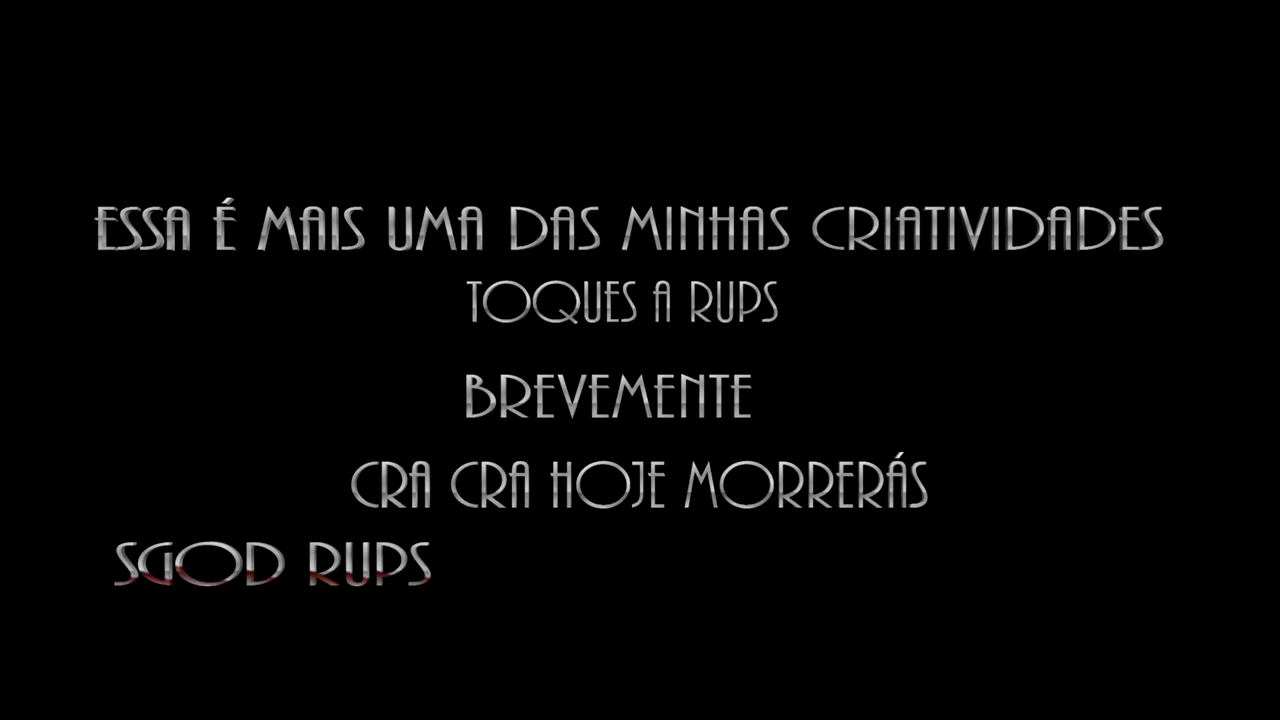 ESSA É MAIS UMA DAS MINHAS CRIATIVIDADES
TOQUES A RUPS
BREVEMENTE
CRA CRA HOJE MORRERÁS
SGOD RUPS